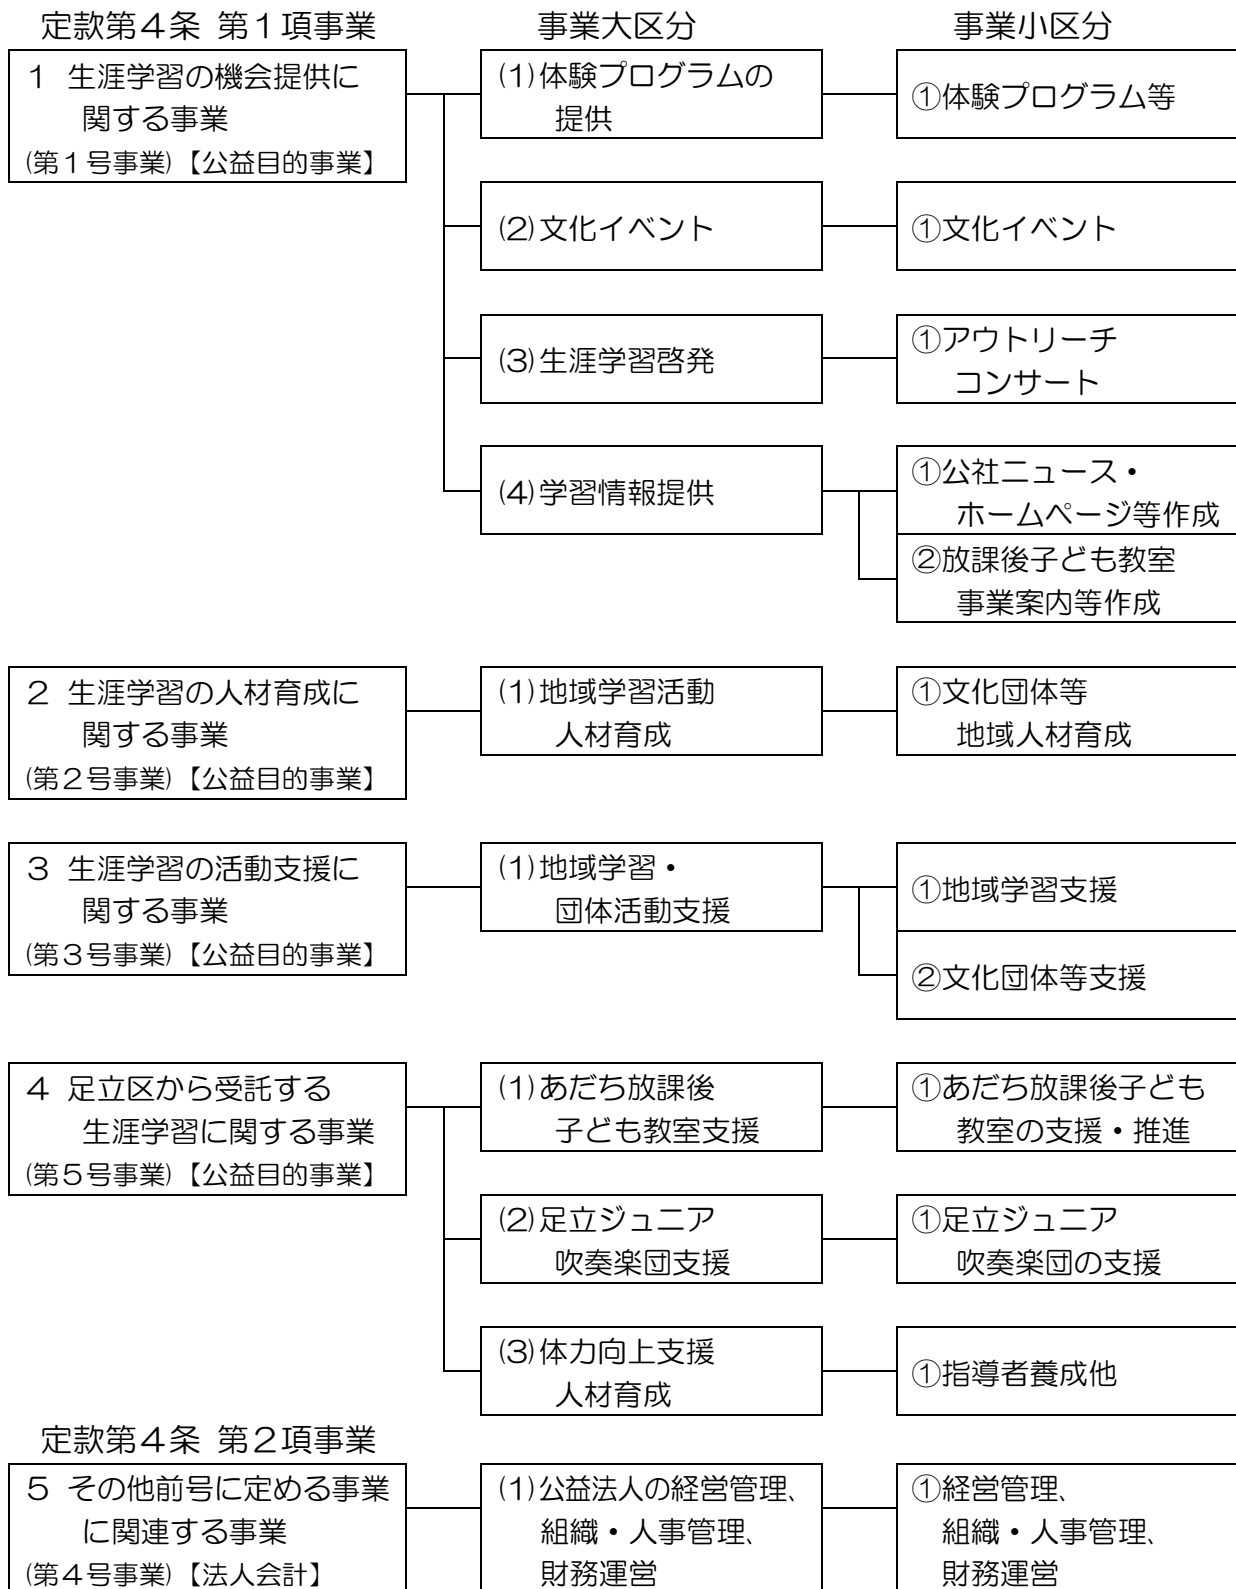 定款第４条 第１項事業
事業大区分
事業小区分
１ 生涯学習の機会提供に
関する事業
(第１号事業)【公益目的事業】
(1)体験プログラムの
提供
①体験プログラム等
(2)文化イベント
①文化イベント
(3)生涯学習啓発
①アウトリーチ
コンサート
(4)学習情報提供
①公社ニュース・
ホームページ等作成
②放課後子ども教室
事業案内等作成
２ 生涯学習の人材育成に
関する事業
(第２号事業)【公益目的事業】
(1)地域学習活動
人材育成
①文化団体等
地域人材育成
３ 生涯学習の活動支援に
関する事業
(第３号事業)【公益目的事業】
(1)地域学習・
団体活動支援
①地域学習支援
②文化団体等支援
４ 足立区から受託する
生涯学習に関する事業
(第５号事業)【公益目的事業】
(1)あだち放課後
子ども教室支援
①あだち放課後子ども
教室の支援・推進
(2)足立ジュニア
吹奏楽団支援
①足立ジュニア
吹奏楽団の支援
(3)体力向上支援
人材育成
①指導者養成他
定款第４条 第２項事業
５ その他前号に定める事業
に関連する事業
(第４号事業)【法人会計】
(1)公益法人の経営管理、
組織・人事管理、
財務運営
①経営管理、
組織・人事管理、
財務運営